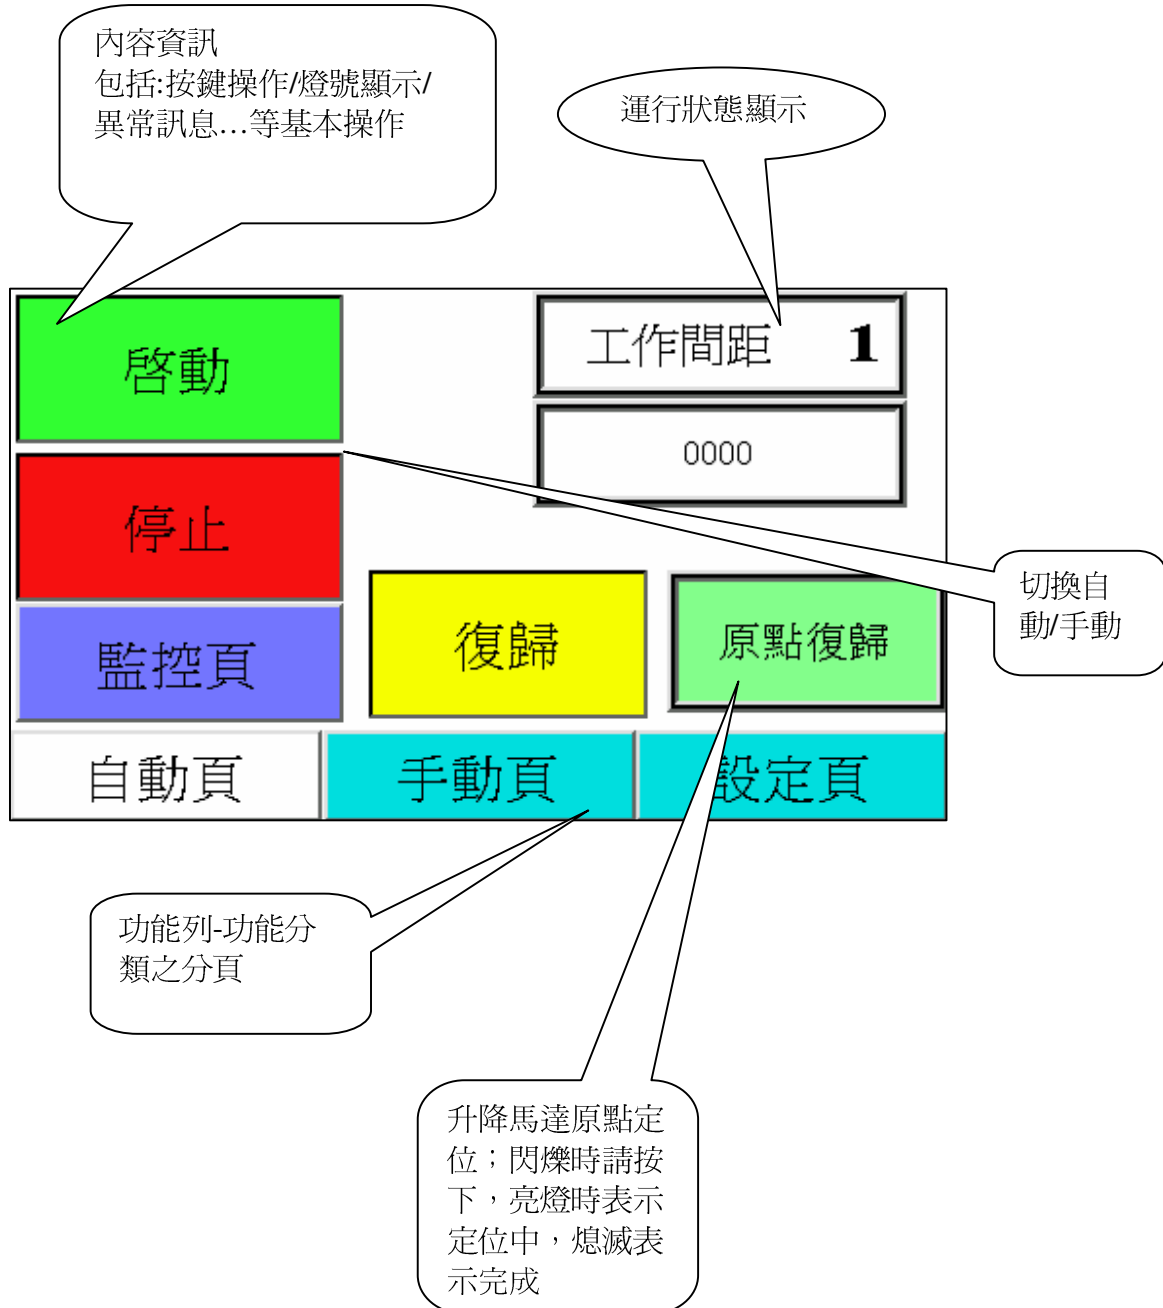 內容資訊
包括:按鍵操作/燈號顯示/
異常訊息…等基本操作
運行狀態顯示
啓動
工作間距 1
0000
停止
切換自
動/手動
監控頁
復歸
原點復歸
自動頁
手動頁
設定頁
功能列-功能分
類之分頁
升降馬達原點定
位；閃爍時請按
下，亮燈時表示
定位中，熄滅表
示完成